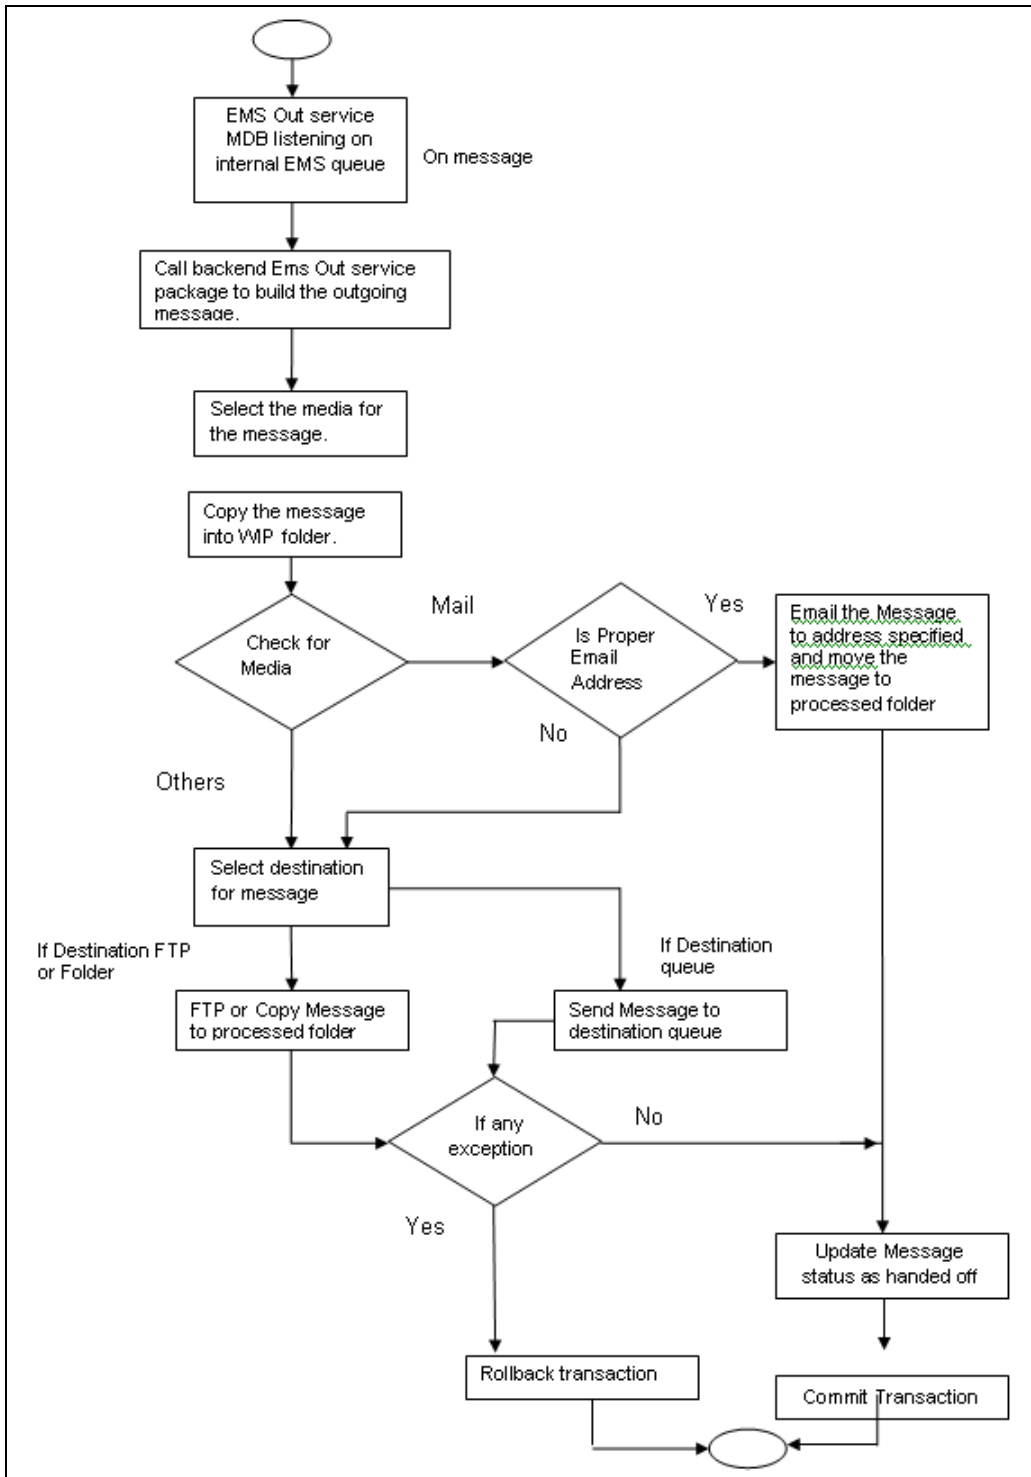 EMS Out service
MDB listening on
internal EMS queue
On message
Call backend Ems Out service
package to build the outgoing
message.
Select the media for
the message.
Copy the message
into WIP folder.
Check for
Media
Mail
Is Proper
Email
Address
Yes
Email the Message
to address specified
and move the
message to
processed folder
No
Others
Select destination
for message
If Destination FTP
or Folder
If Destination
queue
FTP or Copy Message
to processed folder
Send Message to
destination queue
If any
exception
No
Yes
Update Message
status as handed off
Rollback transaction
Commit Transaction